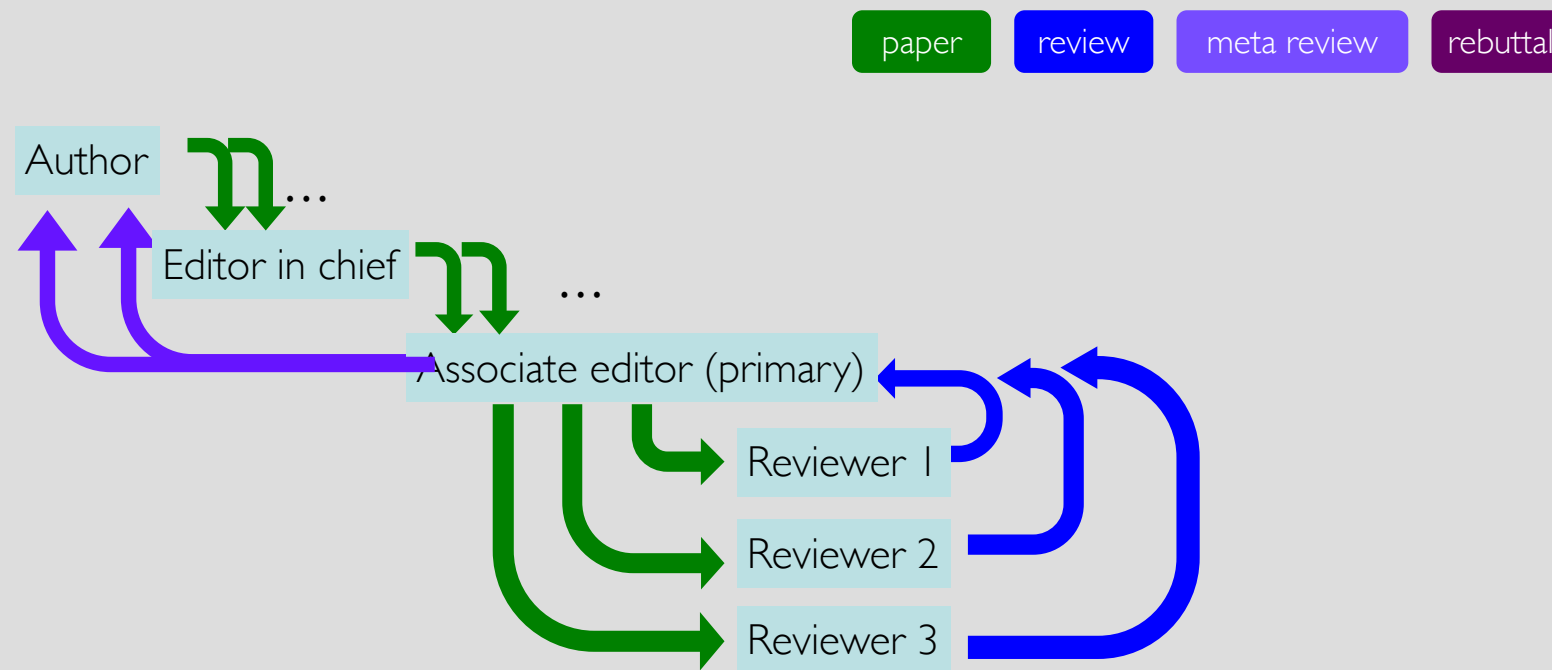 paper review meta review rebuttal
Author
...
Editor in chief
...
Associate editor (primary)
Reviewer 1
Reviewer 2
Reviewer 3